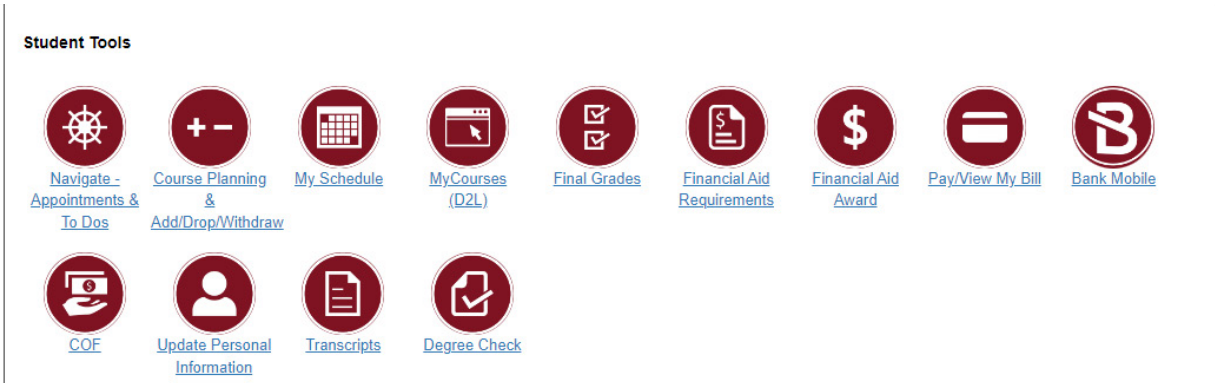 Student Tools
Navigate -
Appointments &
To Dos
Course Planning
&
Add/Drop/Withdraw
My Schedule
MyCourses
(D2L)
Final Grades
Financial Aid
Requirements
Financial Aid
Award
Pay/View My Bill
Bank Mobile
COF
Update Personal
Information
Transcripts
Degree Check